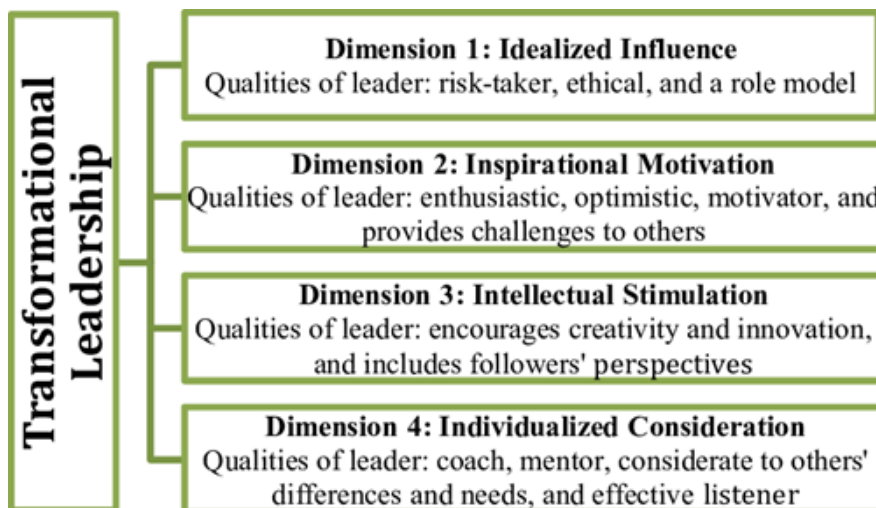 Transformational
Leadership
Dimension 1: Idealized Influence
Qualities of leader: risk-taker, ethical, and a role model
Dimension 2: Inspirational Motivation
Qualities of leader: enthusiastic, optimistic, motivator, and
provides challenges to others
Dimension 3: Intellectual Stimulation
Qualities of leader: encourages creativity and innovation,
and includes followers' perspectives
Dimension 4: Individualized Consideration
Qualities of leader: coach, mentor, considerate to others'
differences and needs, and effective listener